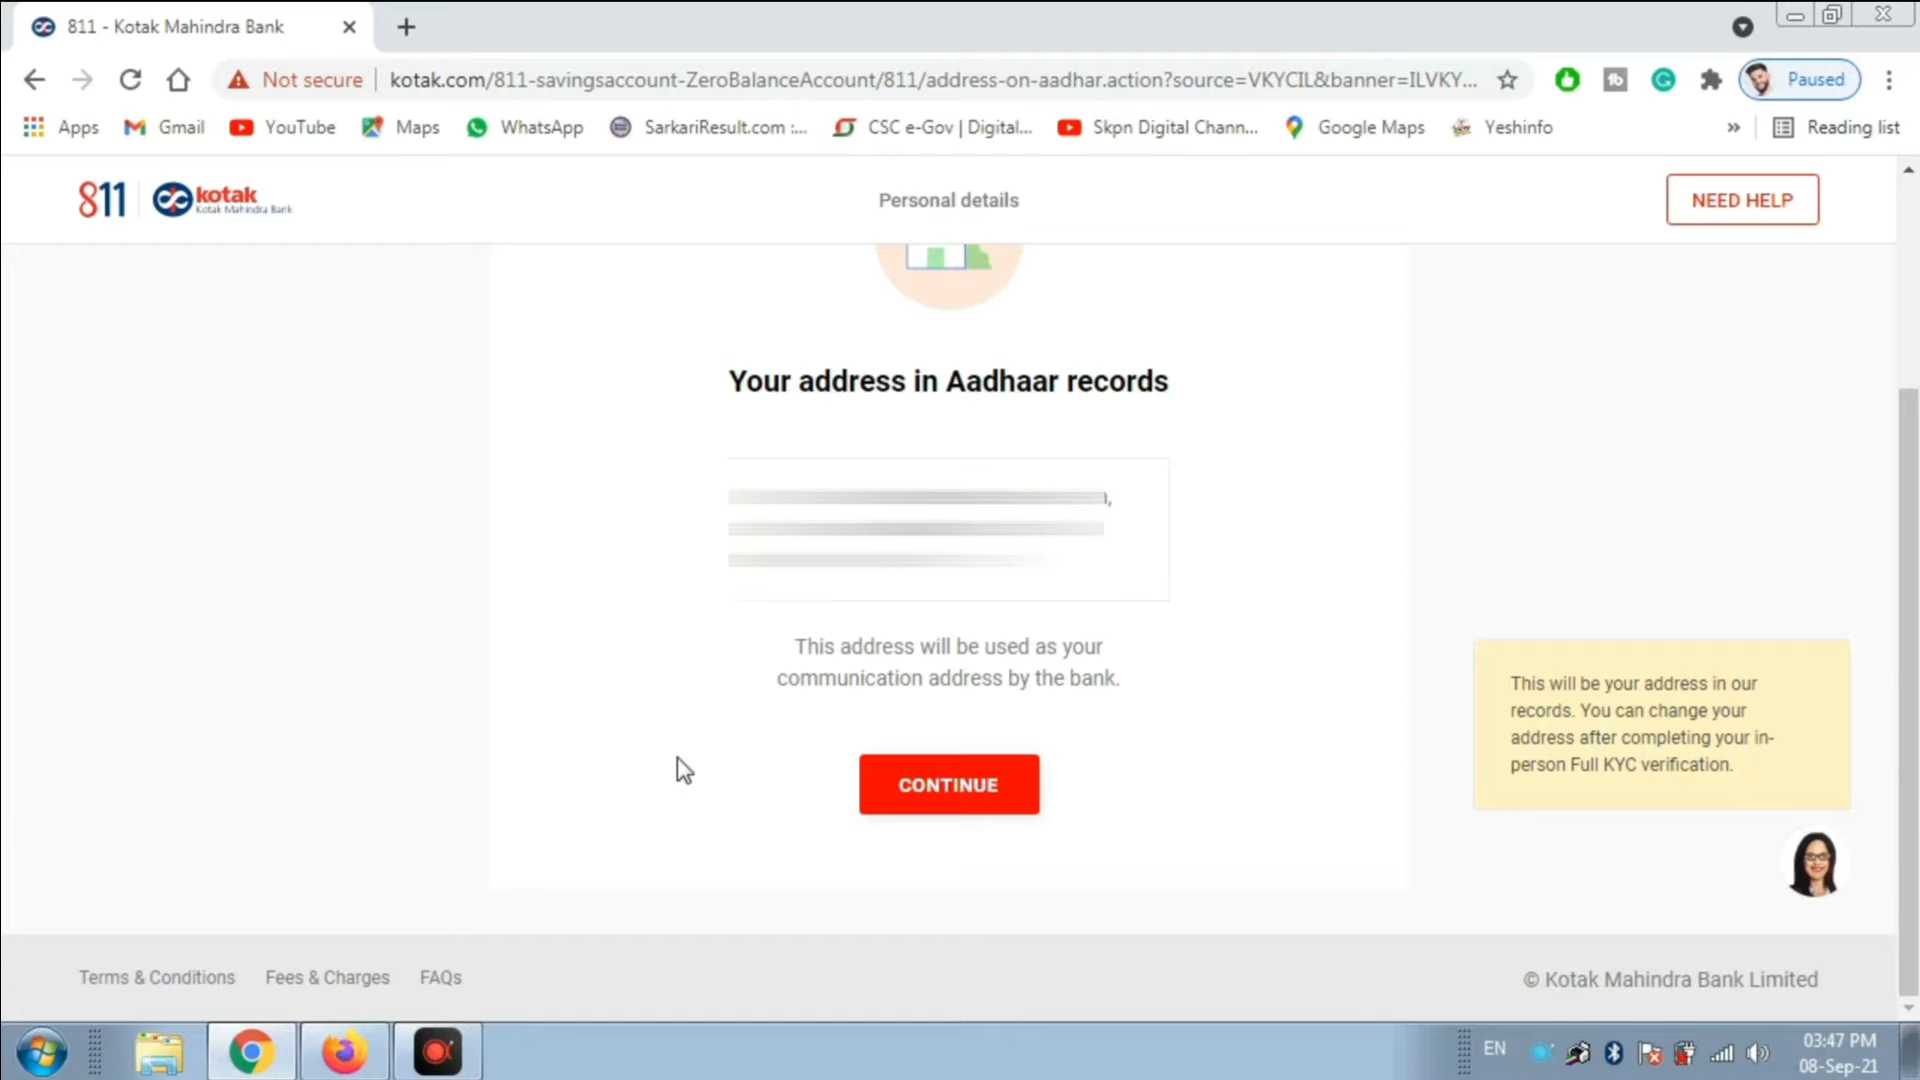 811 - Kotak Mahindra Bank
Not secure
kotak.com/811-savingsaccount-ZeroBalanceAccount/811/address-on-aadhar.action?source=VKYCIL&banner=ILVKY...
Paused
Apps
Gmail
YouTube
Maps
WhatsApp
SarkariResult.com :...
CSC e-Gov | Digital...
Skpn Digital Chann...
Google Maps
Yeshinfo
»
Reading list
811
kotak
Kotak Mahindra Bank
Personal details
NEED HELP
Your address in Aadhaar records
This address will be used as your
communication address by the bank.
CONTINUE
This will be your address in our
records. You can change your
address after completing your in-
person Full KYC verification.
Terms & Conditions
Fees & Charges
FAQs
© Kotak Mahindra Bank Limited
EN
03:47 PM
08-Sep-21